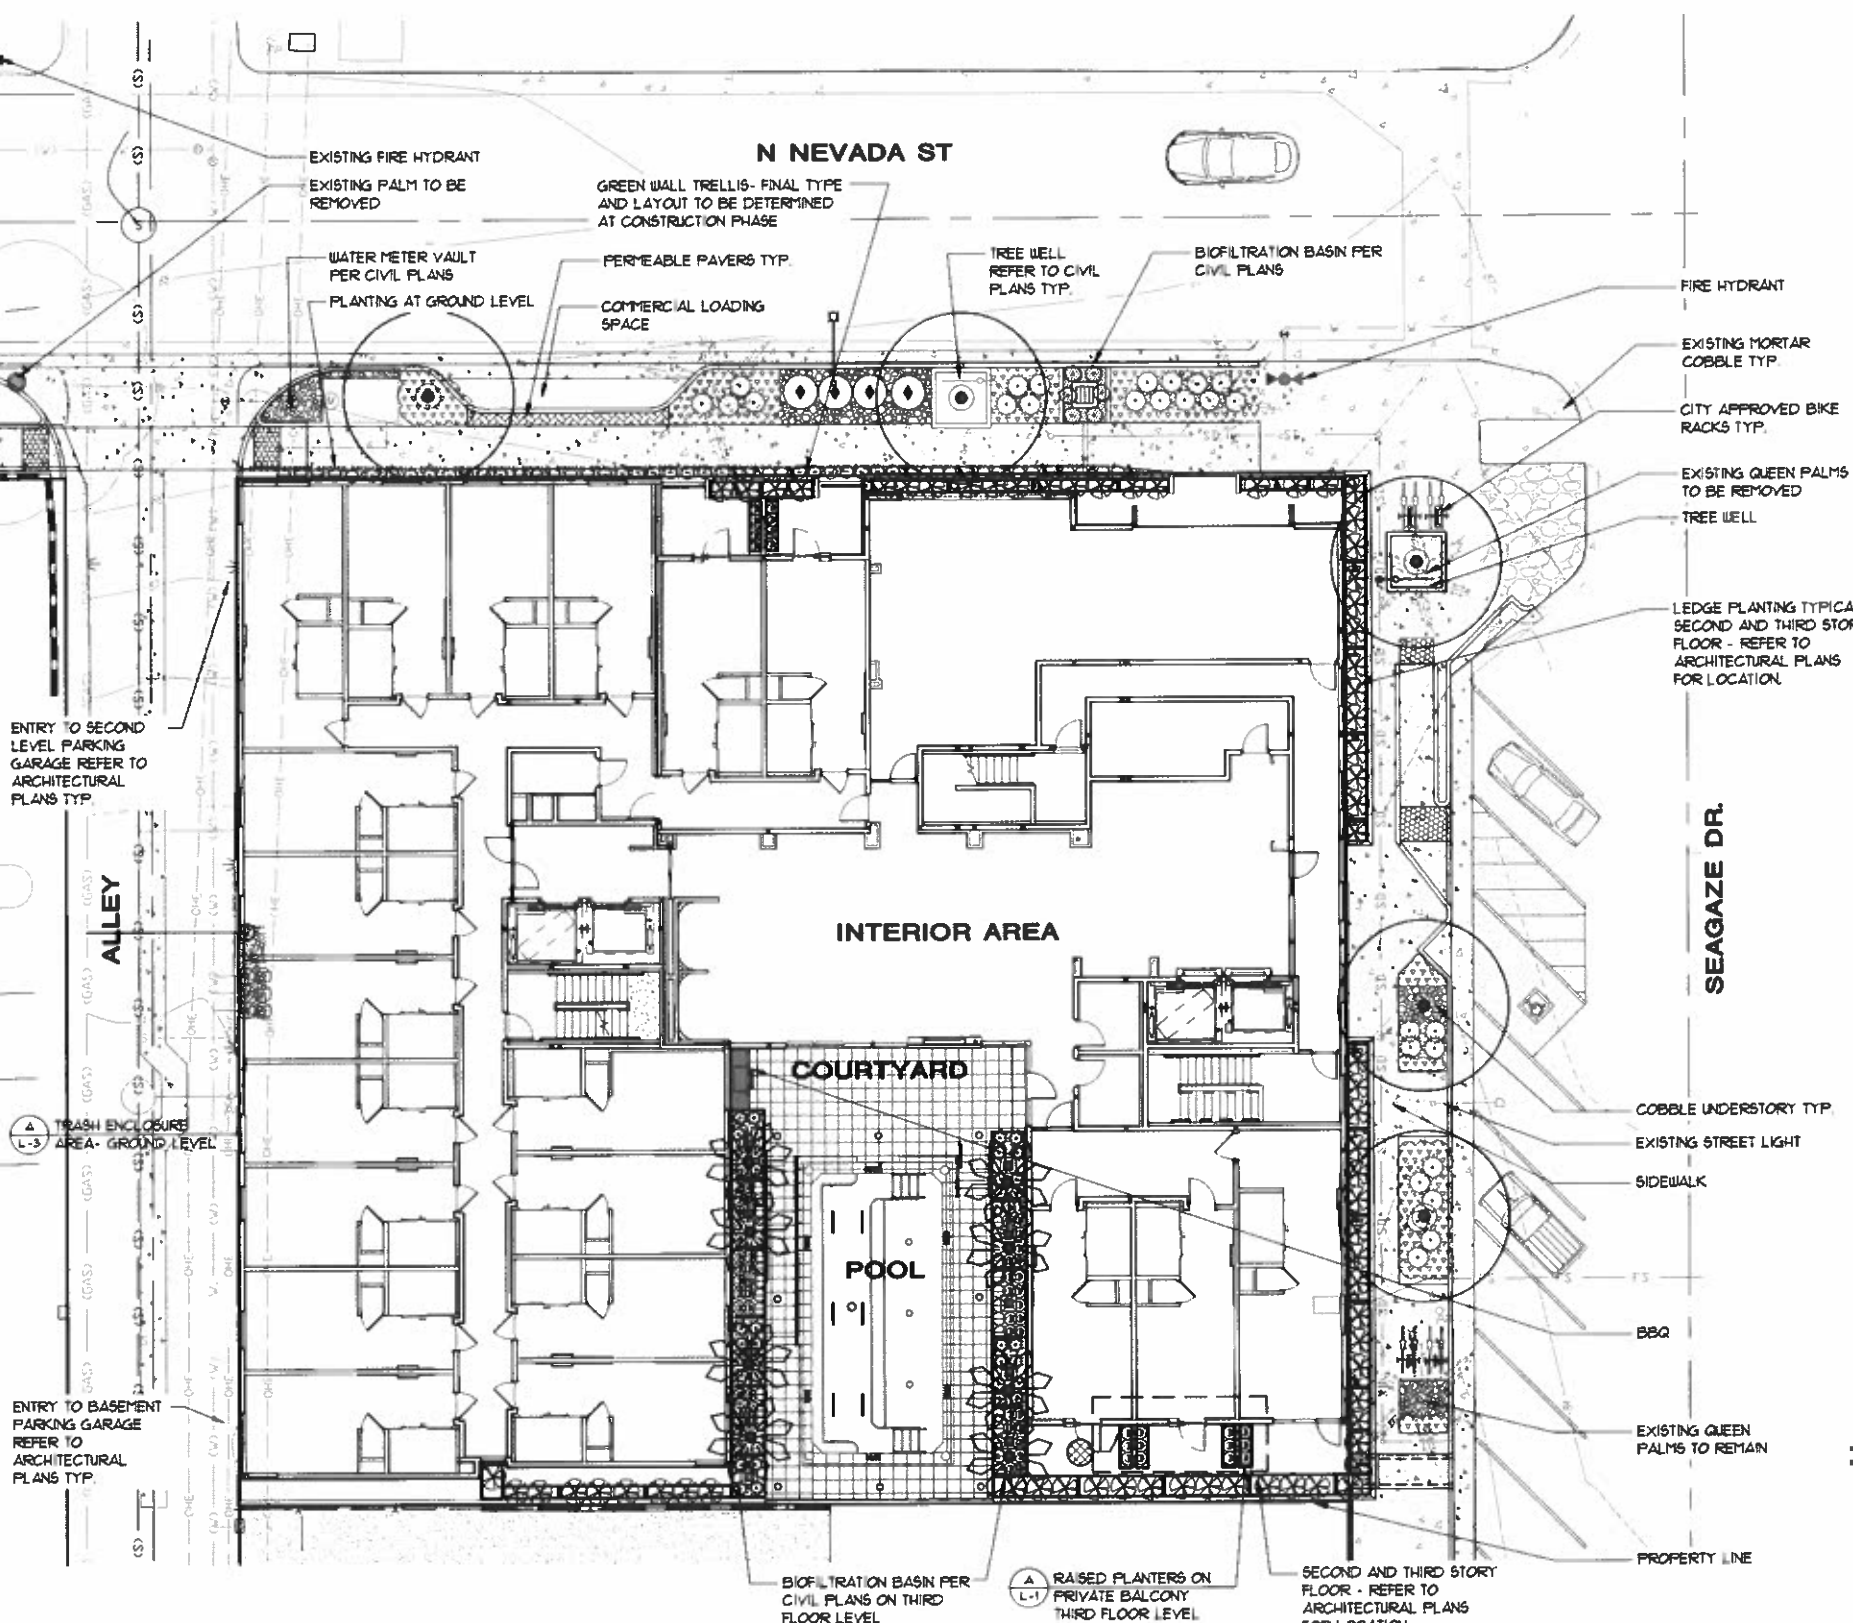 N NEVADA ST
EXISTING FIRE HYDRANT
EXISTING PALM TO BE
REMOVED
GREEN WALL TRELLIS- FINAL TYPE
AND LAYOUT TO BE DETERMINED
AT CONSTRUCTION PHASE
WATER METER VAULT
PER CIVIL PLANS
PERMEABLE PAVERS TYP.
TREE WELL
REFER TO CIVIL
PLANS TYP.
BIOFILTRATION BASIN PER
CIVIL PLANS
PLANTING AT GROUND LEVEL
COMMERCIAL LOADING
SPACE
FIRE HYDRANT
EXISTING MORTAR
COBBLE TYP.
CITY APPROVED BIKE
RACKS TYP.
EXISTING QUEEN PALMS
TO BE REMOVED
TREE WELL
LEDGE PLANTING TYPICA
SECOND AND THIRD STOR
FLOOR - REFER TO
ARCHITECTURAL PLANS
FOR LOCATION.
ENTRY TO SECOND
LEVEL PARKING
GARAGE REFER TO
ARCHITECTURAL
PLANS TYP.
ALLEY
INTERIOR AREA
SEAGAZE DR.
COURTYARD
A
L-3
TRASH ENCLOSURE
AREA- GROUND LEVEL
COBBLE UNDERSTORY TYP.
EXISTING STREET LIGHT
SIDEWALK
POOL
BBQ
ENTRY TO BASEMENT
PARKING GARAGE
REFER TO
ARCHITECTURAL
PLANS TYP.
EXISTING QUEEN
PALMS TO REMAIN
PROPERTY LINE
BIOFILTRATION BASIN PER
CIVIL PLANS ON THIRD
FLOOR LEVEL
A
L-1
RAISED PLANTERS ON
PRIVATE BALCONY
THIRD FLOOR LEVEL
SECOND AND THIRD STORY
FLOOR - REFER TO
ARCHITECTURAL PLANS